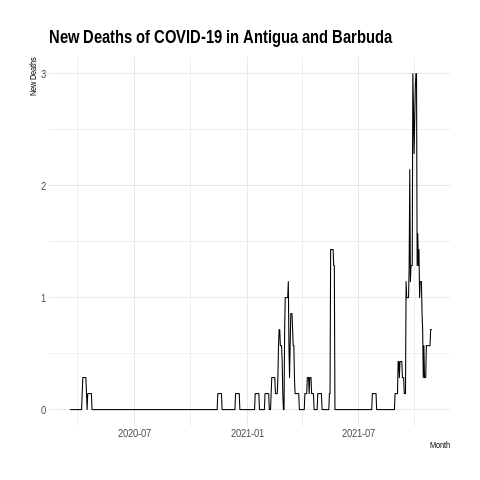 New Deaths of COVID-19 in Antigua and Barbuda
New Deaths
3
2
1
0
2020-07 2021-01 2021-07
Month